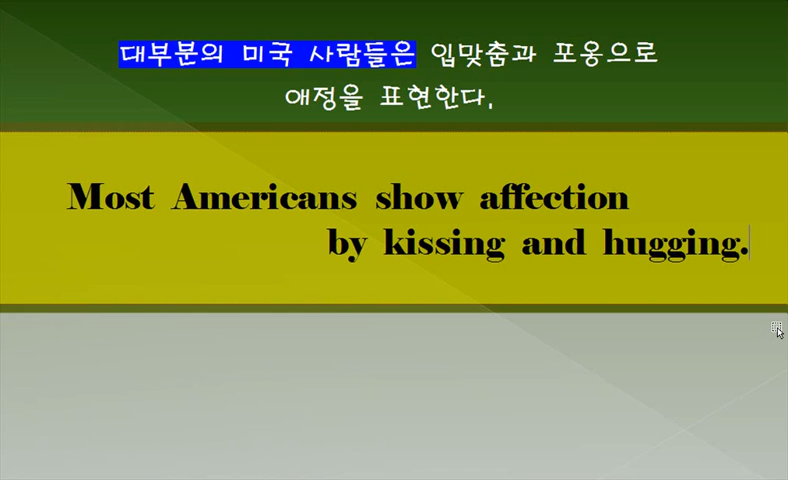 대부분의 미국 사람들은 입맞춤과 포옹으로
애정을 표현한다.
Most Americans show affection
by kissing and hugging.